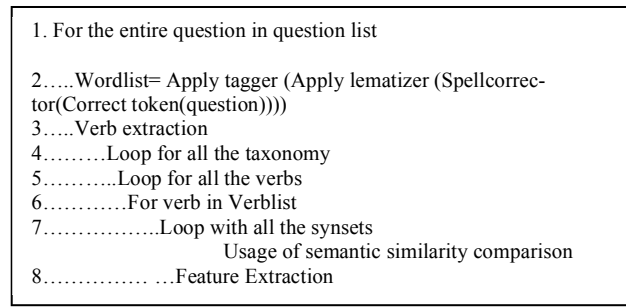 1. For the entire question in question list
2…..Wordlist= Apply tagger (Apply lematizer (Spellcorrec-
tor(Correct token(question))))
3…..Verb extraction
4………Loop for all the taxonomy
5………..Loop for all the verbs
6…………For verb in Verblist
7……………..Loop with all the synsets
Usage of semantic similarity comparison
8…………… …Feature Extraction